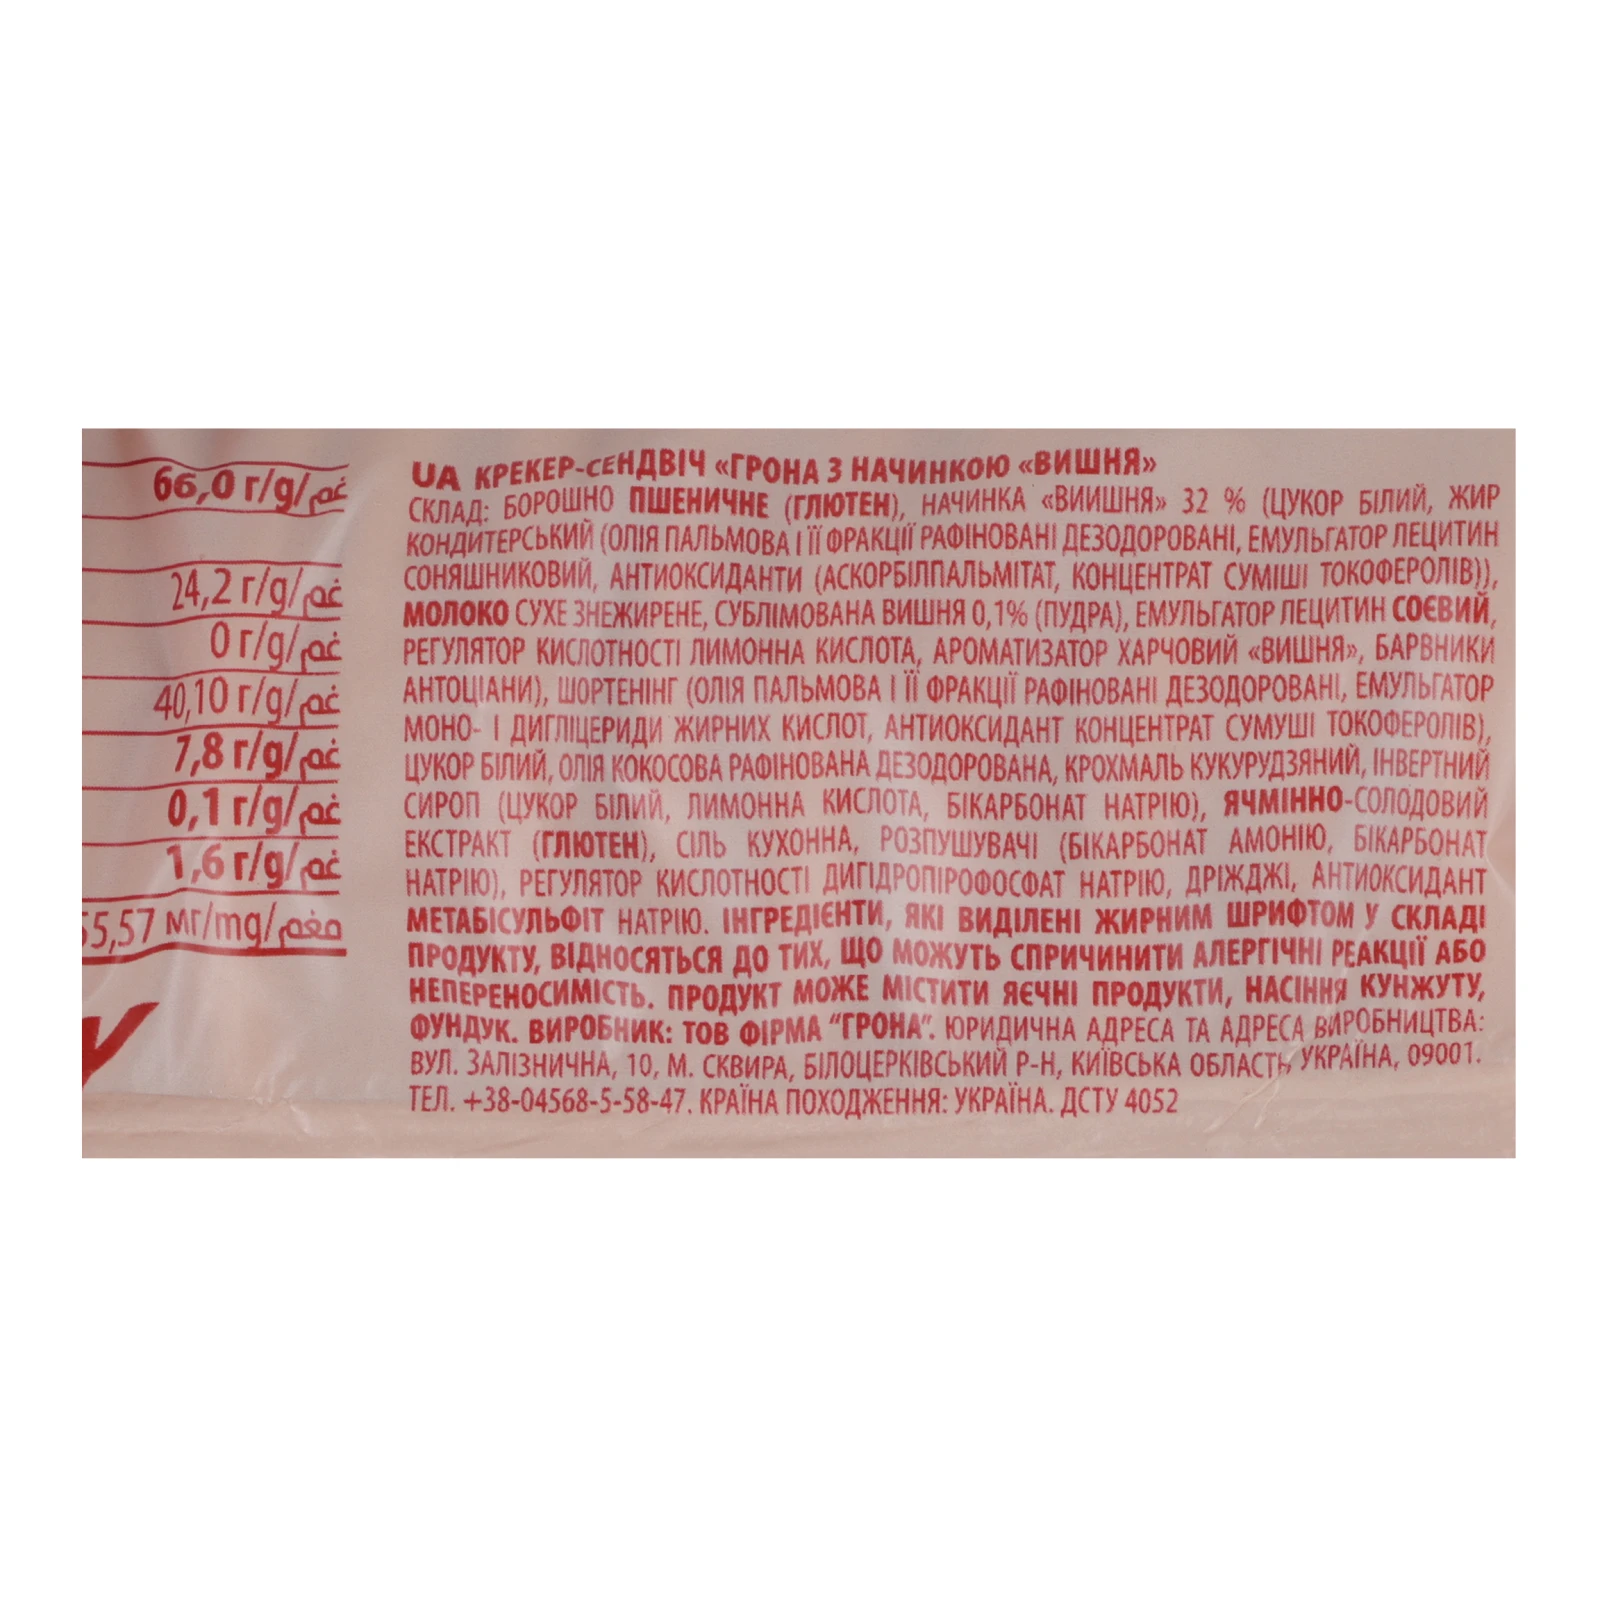 66,0 г/g/غم
24,2 г/g/غم
0 г/g/غم
40,10 г/g/غم
7,8 г/g/غم
0,1 г/g/غم
1,6 г/g/غم
55,57 мг/mg/مغم
UA КРЕКЕР-СЕНДВІЧ «ГРОНА З НАЧИНКОЮ «ВИШНЯ»
СКЛАД: БОРОШНО ПШЕНИЧНЕ (ГЛЮТЕН), НАЧИНКА «ВИИШНЯ» 32 % (ЦУКОР БІЛИЙ, ЖИР
КОНДИТЕРСЬКИЙ (ОЛІЯ ПАЛЬМОВА І ЇЇ ФРАКЦІЇ РАФІНОВАНІ ДЕЗОДОРОВАНІ, ЕМУЛЬГАТОР ЛЕЦИТИН
СОНЯШНИКОВИЙ, АНТИОКСИДАНТИ (АСКОРБІЛПАЛЬМІТАТ, КОНЦЕНТРАТ СУМІШІ ТОКОФЕРОЛІВ)),
МОЛОКО СУХЕ ЗНЕЖИРЕНЕ, СУБЛІМОВАНА ВИШНЯ 0,1% (ПУДРА), ЕМУЛЬГАТОР ЛЕЦИТИН СОЄВИЙ,
РЕГУЛЯТОР КИСЛОТНОСТІ ЛИМОННА КИСЛОТА, АРОМАТИЗАТОР ХАРЧОВИЙ «ВИШНЯ», БАРВНИКИ
АНТОЦІАНИ), ШОРТЕНІНГ (ОЛІЯ ПАЛЬМОВА І ЇЇ ФРАКЦІЇ РАФІНОВАНІ ДЕЗОДОРОВАНІ, ЕМУЛЬГАТОР
МОНО- І ДИГЛІЦЕРИДИ ЖИРНИХ КИСЛОТ, АНТИОКСИДАНТ КОНЦЕНТРАТ СУМУШІ ТОКОФЕРОЛІВ),
ЦУКОР БІЛИЙ, ОЛІЯ КОКОСОВА РАФІНОВАНА ДЕЗОДОРОВАНА, КРОХМАЛЬ КУКУРУДЗЯНИЙ, ІНВЕРТНИЙ
СИРОП (ЦУКОР БІЛИЙ, ЛИМОННА КИСЛОТА, БІКАРБОНАТ НАТРІЮ), ЯЧМІННО-СОЛОДОВИЙ
ЕКСТРАКТ (ГЛЮТЕН), СІЛЬ КУХОННА, РОЗПУШУВАЧІ (БІКАРБОНАТ АМОНІЮ, БІКАРБОНАТ
НАТРІЮ), РЕГУЛЯТОР КИСЛОТНОСТІ ДИГІДРОПІРОФОСФАТ НАТРІЮ, ДРІЖДЖІ, АНТИОКСИДАНТ
МЕТАБІСУЛЬФІТ НАТРІЮ. ІНГРЕДІЄНТИ, ЯКІ ВИДІЛЕНІ ЖИРНИМ ШРИФТОМ У СКЛАДІ
ПРОДУКТУ, ВІДНОСЯТЬСЯ ДО ТИХ, ЩО МОЖУТЬ СПРИЧИНИТИ АЛЕРГІЧНІ РЕАКЦІЇ АБО
НЕПЕРЕНОСИМІСТЬ. ПРОДУКТ МОЖЕ МІСТИТИ ЯЄЧНІ ПРОДУКТИ, НАСІННЯ КУНЖУТУ,
ФУНДУК. ВИРОБНИК: ТОВ ФІРМА "ГРОНА". ЮРИДИЧНА АДРЕСА ТА АДРЕСА ВИРОБНИЦТВА:
ВУЛ. ЗАЛІЗНИЧНА, 10, М. СКВИРА, БІЛОЦЕРКІВСЬКИЙ Р-Н, КИЇВСЬКА ОБЛАСТЬ, УКРАЇНА, 09001.
ТЕЛ. +38-04568-5-58-47. КРАЇНА ПОХОДЖЕННЯ: УКРАЇНА. ДСТУ 4052